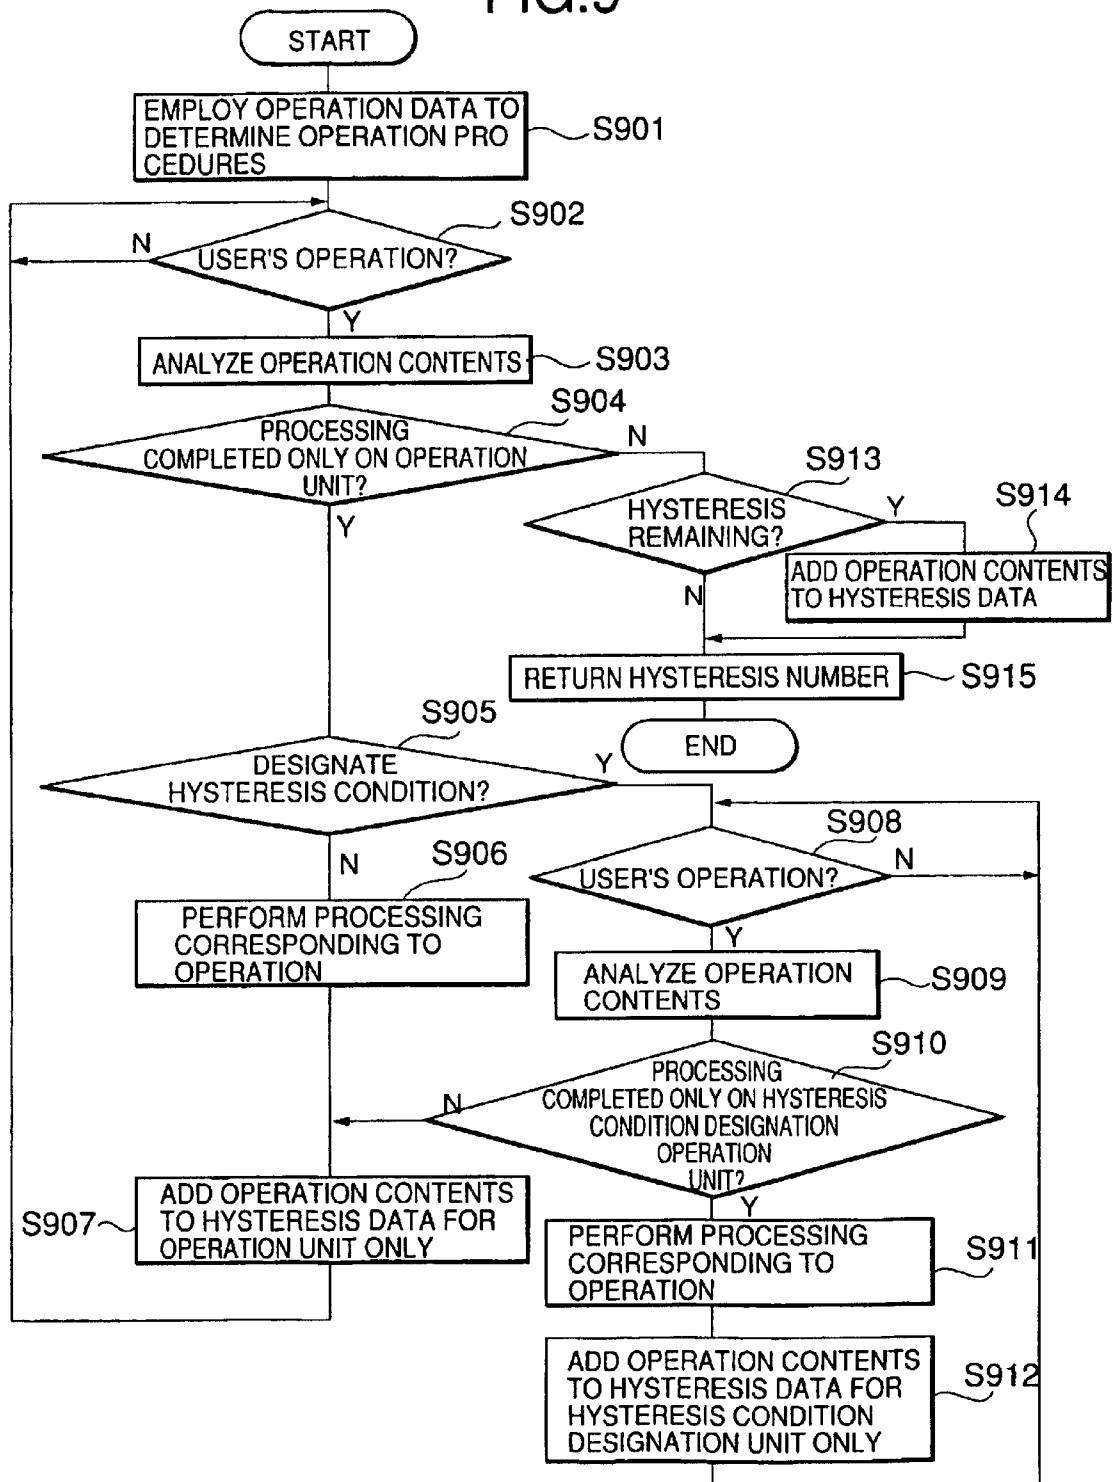 FIG.9
START
EMPLOY OPERATION DATA TO
DETERMINE OPERATION PRO
CEDURES
S901
S902
N
USER'S OPERATION?
Y
ANALYZE OPERATION CONTENTS
S903
S904
PROCESSING
COMPLETED ONLY ON OPERATION
UNIT?
N
Y
S913
HYSTERESIS
REMAINING?
Y
S914
ADD OPERATION CONTENTS
TO HYSTERESIS DATA
N
RETURN HYSTERESIS NUMBER
S915
END
S905
DESIGNATE
HYSTERESIS CONDITION?
Y
N
S906
PERFORM PROCESSING
CORRESPONDING TO
OPERATION
S908
USER'S OPERATION?
N
Y
ANALYZE OPERATION
CONTENTS
S909
S910
PROCESSING
COMPLETED ONLY ON HYSTERESIS
CONDITION DESIGNATION
OPERATION
UNIT?
N
Y
S907
ADD OPERATION CONTENTS
TO HYSTERESIS DATA FOR
OPERATION UNIT ONLY
PERFORM PROCESSING
CORRESPONDING TO
OPERATION
S911
ADD OPERATION CONTENTS
TO HYSTERESIS DATA FOR
HYSTERESIS CONDITION
DESIGNATION UNIT ONLY
S912